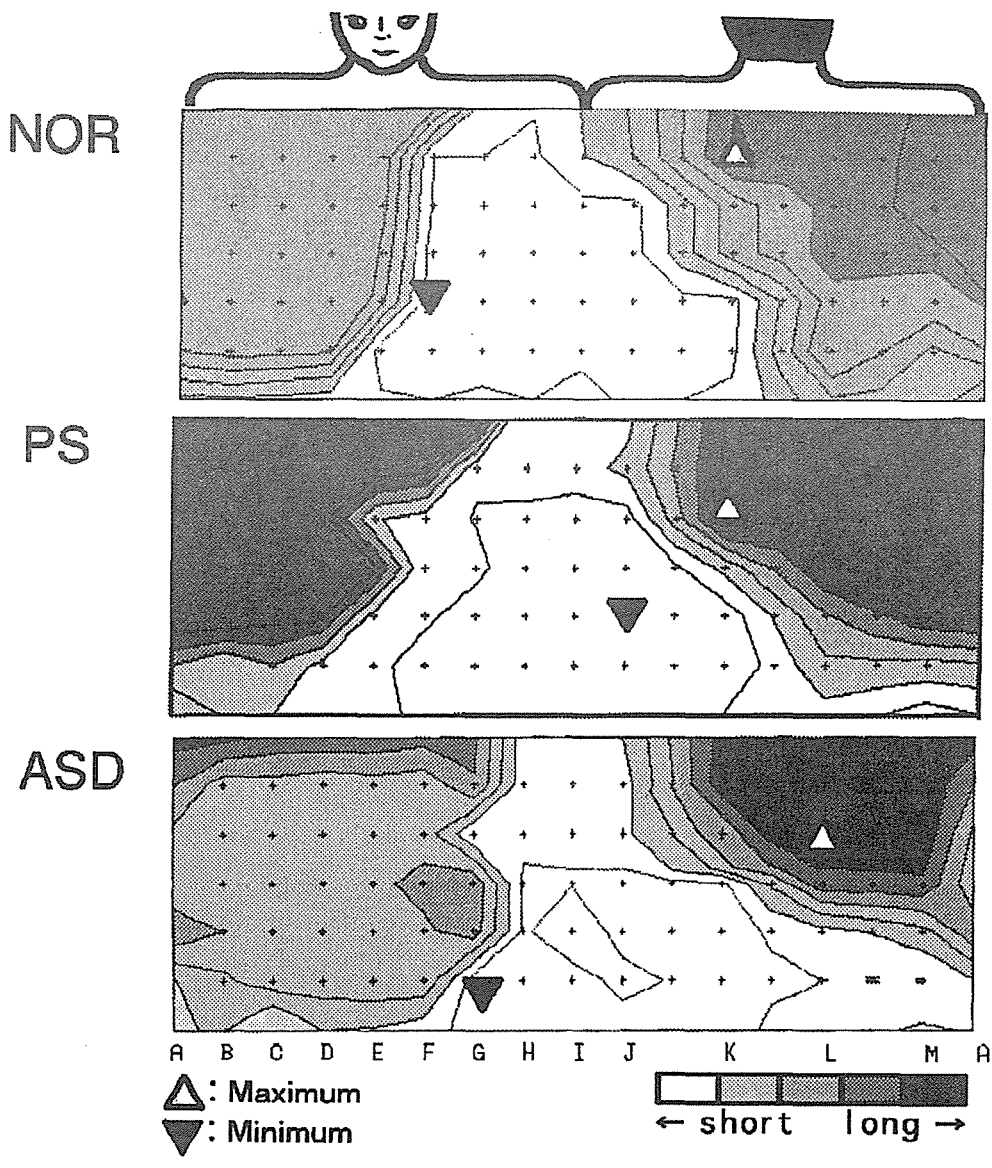 NOR
PS
ASD
A B C D E F G H I J K L M A
△: Maximum
▼: Minimum
← short long →